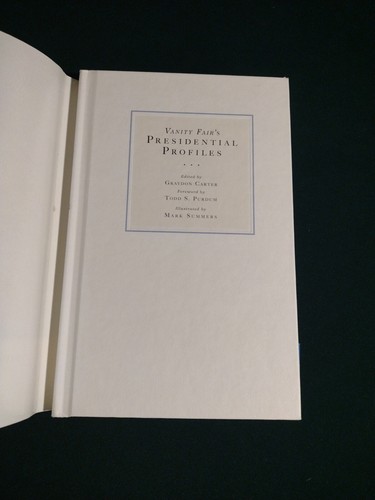 VANITY FAIR'S
PRESIDENTIAL
PROFILES
• • •
Edited by
GRAYDON CARTER
Foreword by
TODD S. PURDUM
Illustrated by
MARK SUMMERS